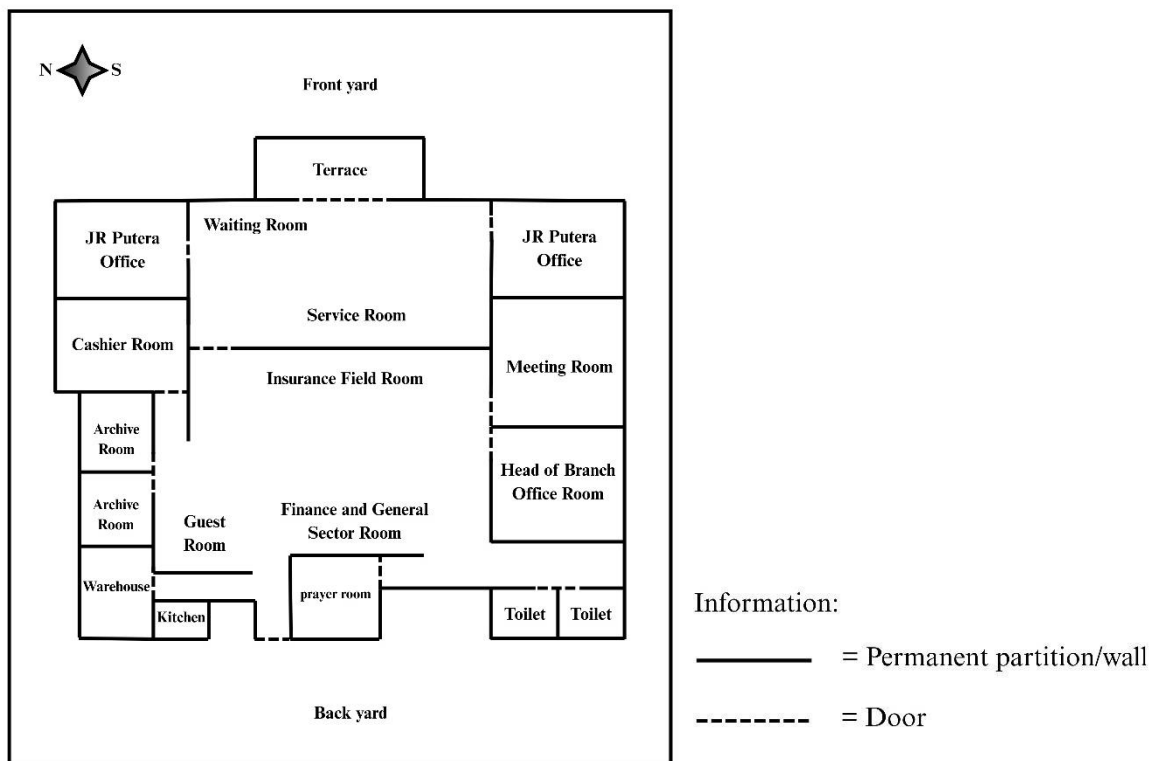 N S
Front yard
Terrace
Waiting Room
JR Putera
Office
JR Putera
Office
Service Room
Cashier Room
Meeting Room
Insurance Field Room
Archive
Room
Head of Branch
Office Room
Archive
Room
Guest
Room
Finance and General
Sector Room
Warehouse
prayer room
Kitchen
Toilet
Toilet
Back yard
Information:
= Permanent partition/wall
= Door